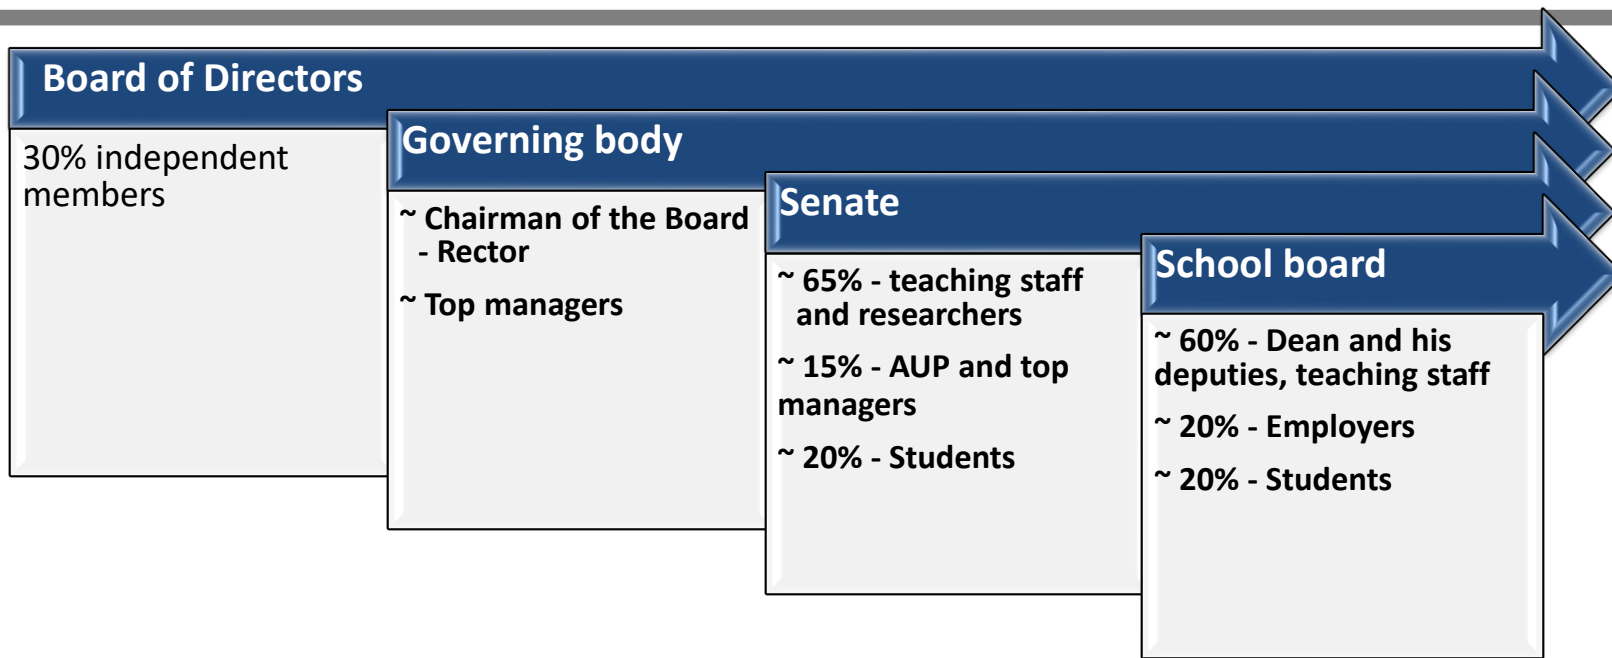 Board of Directors
30% independent
members
Governing body
~ Chairman of the Board
- Rector
~ Top managers
Senate
~ 65% - teaching staff
and researchers
~ 15% - AUP and top
managers
~ 20% - Students
School board
~ 60% - Dean and his
deputies, teaching staff
~ 20% - Employers
~ 20% - Students